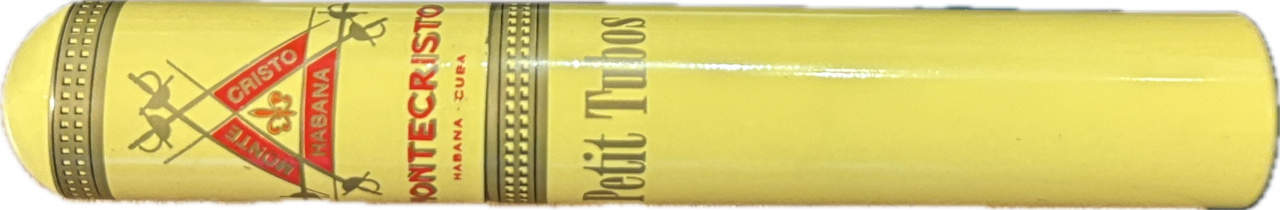 MONTE
CRISTO
HABANA
MONTECRISTO
HABANA · CUBA
Petit Tubos